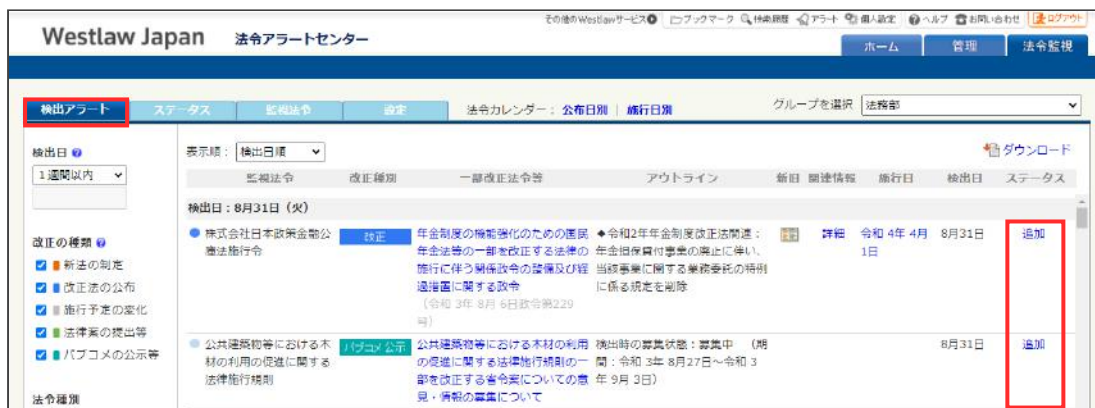 その他のWestlawサービス ブックマーク 検索履歴 アラート 個人設定 ヘルプ お問い合わせ ログアウト
Westlaw Japan 法令アラートセンター
ホーム 管理 法令監視
検出アラート ステータス 監視法令 設定 法令カレンダー: 公布日別 | 施行日別 グループを選択 法務部
検出日
1週間以内
表示順: 検出日順
ダウンロード
監視法令 改正種別 一部改正法令等 アウトライン 新旧 関連情報 施行日 検出日 ステータス
検出日:8月31日(火)
改正の種類
新法の制定
改正法の公布
施行予定の変化
法律案の提出等
パブコメの公示等
法令種別
株式会社日本政策金融公
庫法施行令
改正
年金制度の機能強化のための国民
年金法等の一部を改正する法律の
施行に伴う関係政令の整備及び経
過措置に関する政令
(令和 3年 8月 6日政令第229
号)
◆令和2年年金制度改正法関連:
年金担保貸付事業の廃止に伴い、
当該事業に関する業務委託の特例
に係る規定を削除
詳細
令和 4年 4月
1日
8月31日
追加
公共建築物等における木
材の利用の促進に関する
法律施行規則
パブコメ公示
公共建築物等における木材の利用
の促進に関する法律施行規則の一
部を改正する省令案についての意
見・情報の募集について
検出時の募集状態:募集中 (期
間:令和 3年 8月27日~令和 3
年 9月 3日)
8月31日
追加